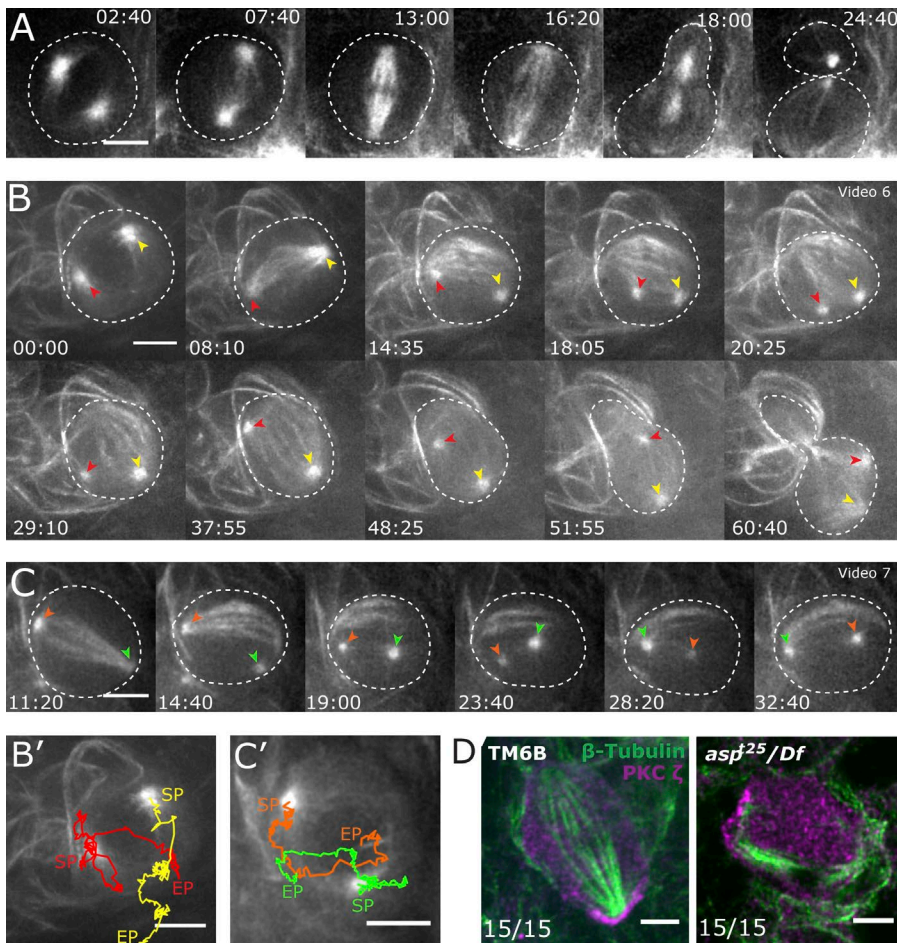 A
02:40
07:40
13:00
16:20
18:00
24:40
B
Video 6
00:00
08:10
14:35
18:05
20:25
29:10
37:55
48:25
51:55
60:40
C
Video 7
11:20
14:40
19:00
23:40
28:20
32:40
B′
SP
SP
EP
EP
C′
SP
EP
EP
SP
D
TM6B
β-Tubulin
PKC ζ
15/15
asp^t25/Df
15/15